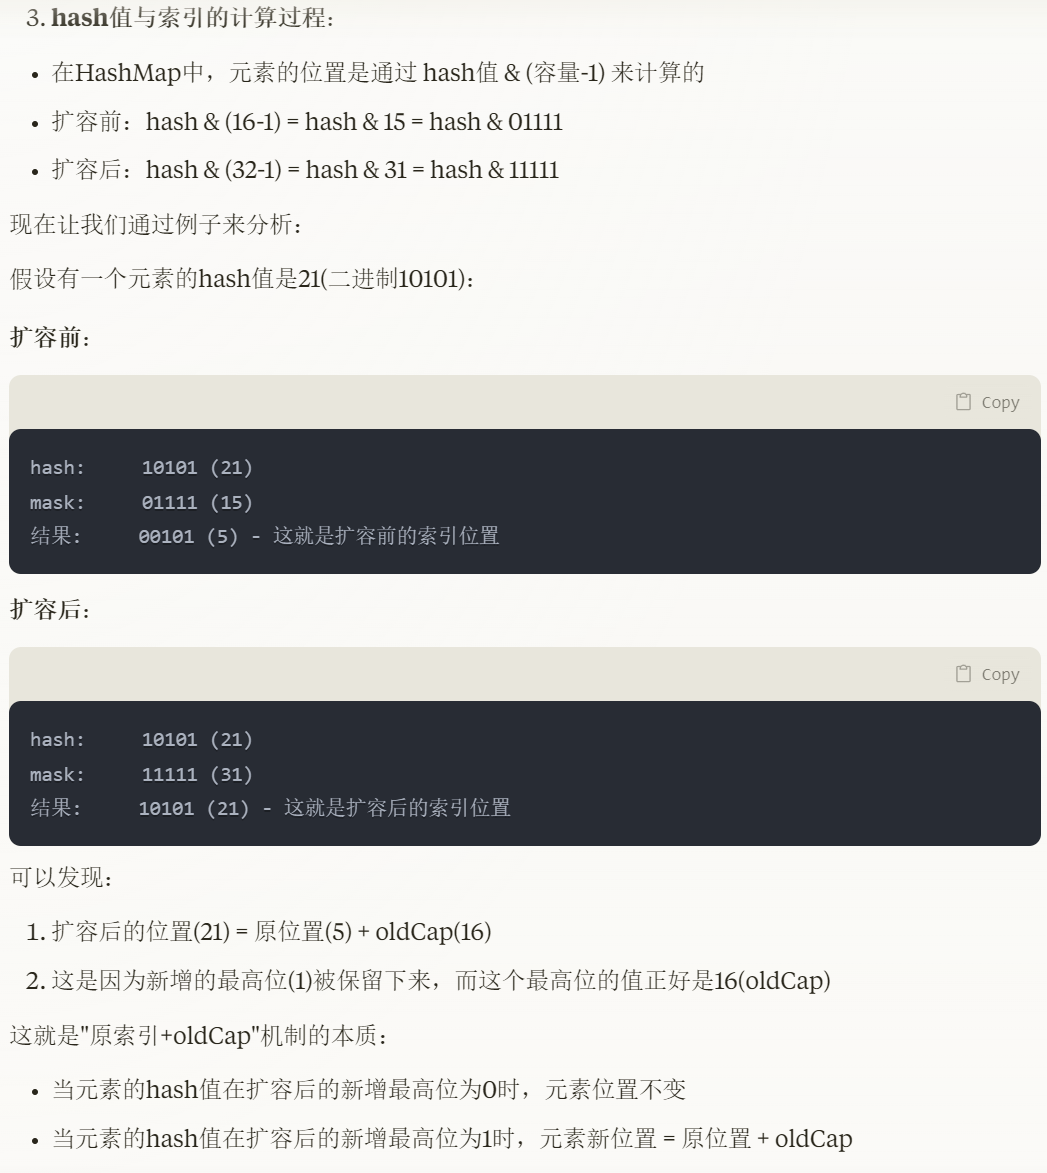 3. hash值与索引的计算过程：
• 在HashMap中，元素的位置是通过 hash值 & (容量-1) 来计算的
• 扩容前：hash & (16-1) = hash & 15 = hash & 01111
• 扩容后：hash & (32-1) = hash & 31 = hash & 11111
现在让我们通过例子来分析：
假设有一个元素的hash值是21(二进制10101)：
扩容前：
Copy
hash:     10101 (21)
mask:     01111 (15)
结果:     00101 (5) - 这就是扩容前的索引位置
扩容后：
Copy
hash:     10101 (21)
mask:     11111 (31)
结果:     10101 (21) - 这就是扩容后的索引位置
可以发现：
1. 扩容后的位置(21) = 原位置(5) + oldCap(16)
2. 这是因为新增的最高位(1)被保留下来，而这个最高位的值正好是16(oldCap)
这就是"原索引+oldCap"机制的本质：
• 当元素的hash值在扩容后的新增最高位为0时，元素位置不变
• 当元素的hash值在扩容后的新增最高位为1时，元素新位置 = 原位置 + oldCap